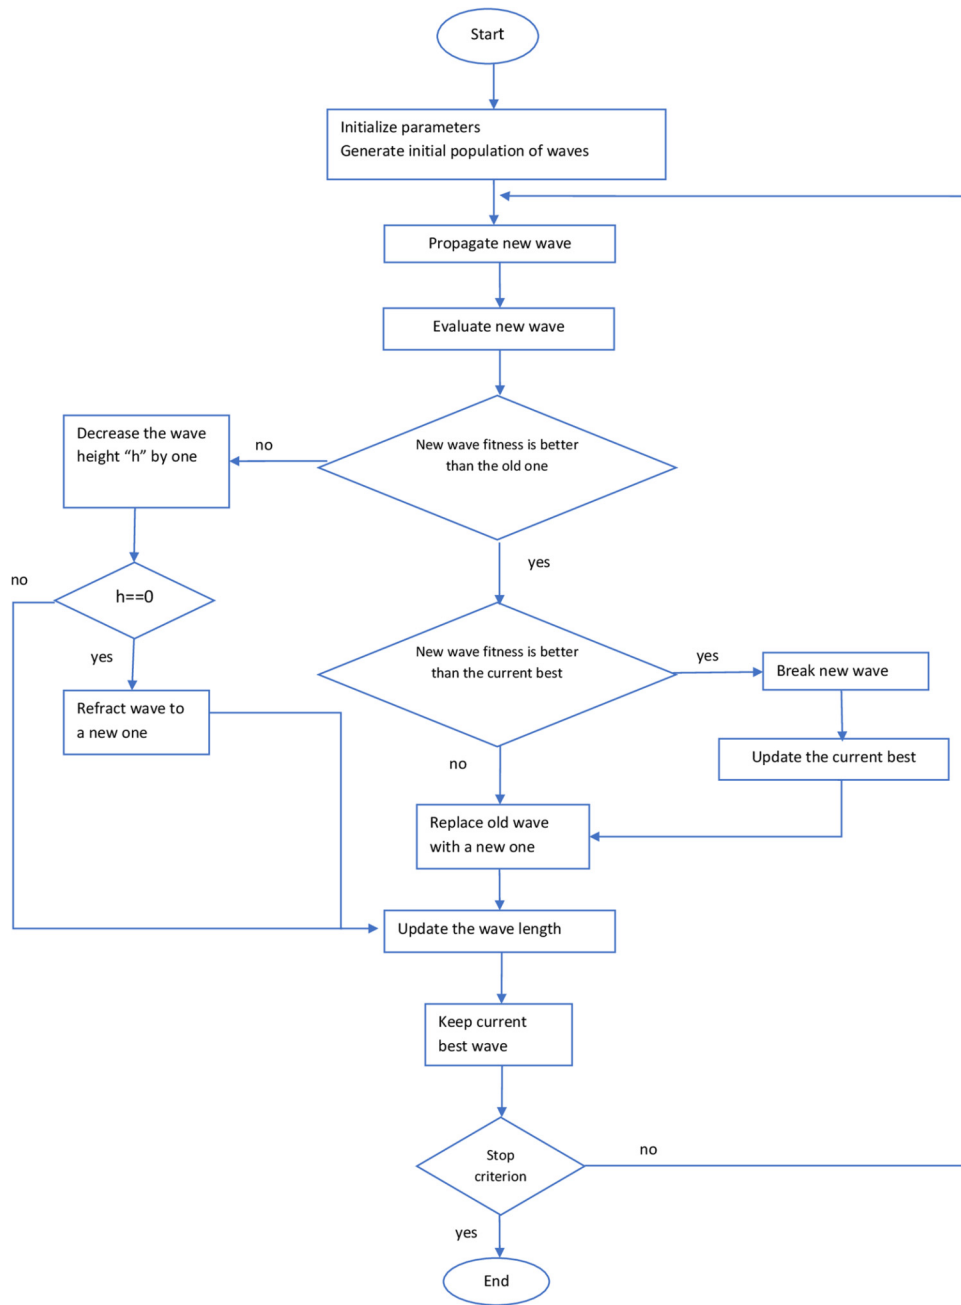 Start
Initialize parameters
Generate initial population of waves
Propagate new wave
Evaluate new wave
New wave fitness is better
than the old one
no
Decrease the wave
height “h” by one
yes
no
h==0
yes
Refract wave to
a new one
New wave fitness is better
than the current best
yes
Break new wave
Update the current best
no
Replace old wave
with a new one
Update the wave length
Keep current
best wave
Stop
criterion
no
yes
End